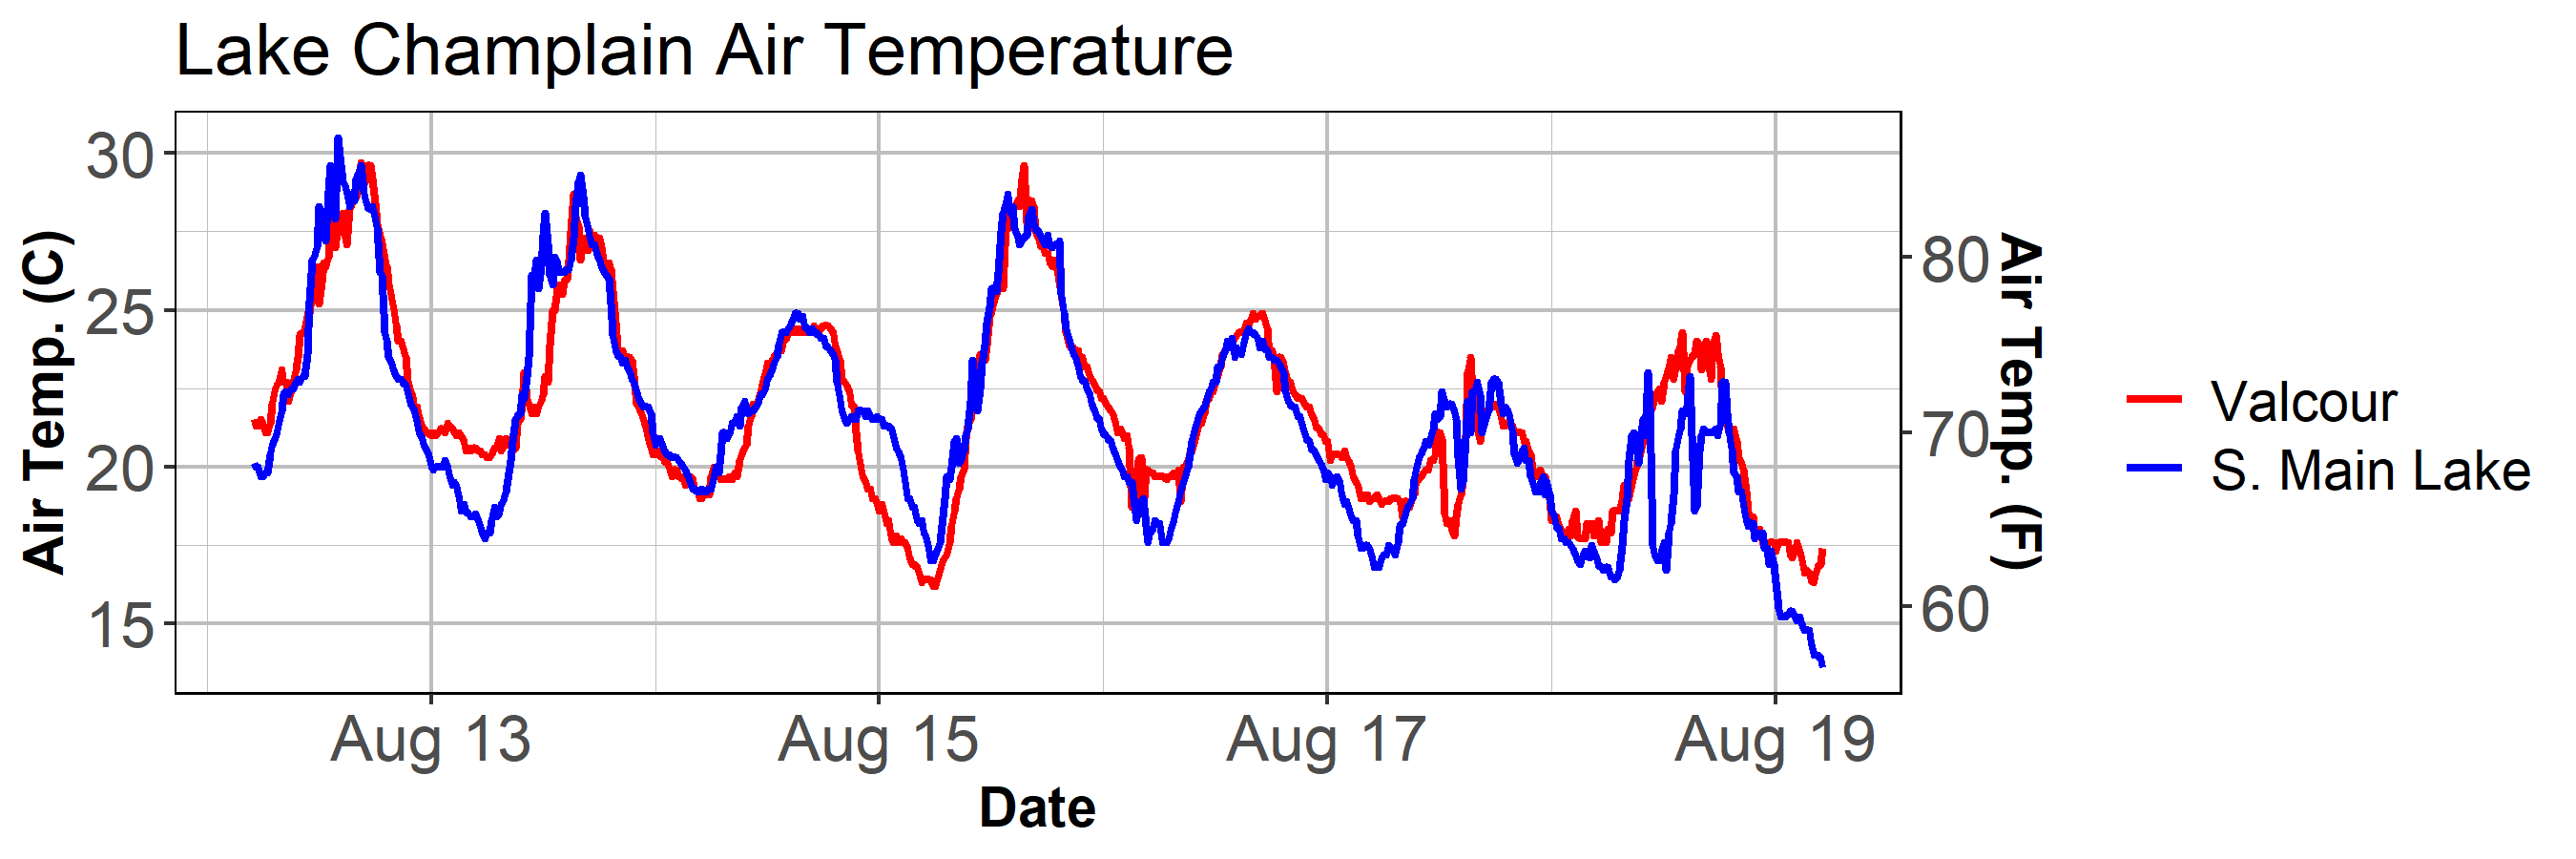 Lake Champlain Air Temperature
Air Temp. (C)
30
25
20
15
80
70
60
Air Temp. (F)
Aug 13
Aug 15
Aug 17
Aug 19
Date
Valcour
S. Main Lake